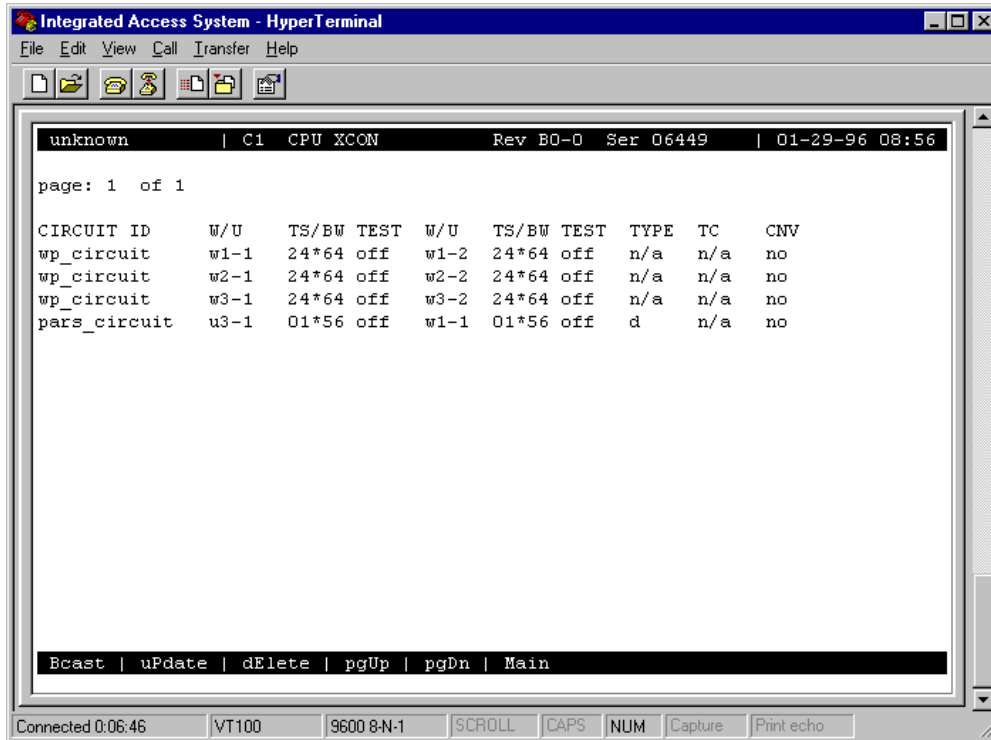 Integrated Access System - HyperTerminal
File Edit View Call Transfer Help
unknown | C1 CPU XCON Rev B0-0 Ser 06449 | 01-29-96 08:56
page: 1 of 1
CIRCUIT ID W/U TS/BW TEST W/U TS/BW TEST TYPE TC CNV
wp_circuit w1-1 24*64 off w1-2 24*64 off n/a n/a no
wp_circuit w2-1 24*64 off w2-2 24*64 off n/a n/a no
wp_circuit w3-1 24*64 off w3-2 24*64 off n/a n/a no
pars_circuit u3-1 01*56 off w1-1 01*56 off d n/a no
Bcast | uPdate | dElete | pgUp | pgDn | Main
Connected 0:06:46 VT100 9600 8-N-1 SCROLL CAPS NUM Capture Print echo